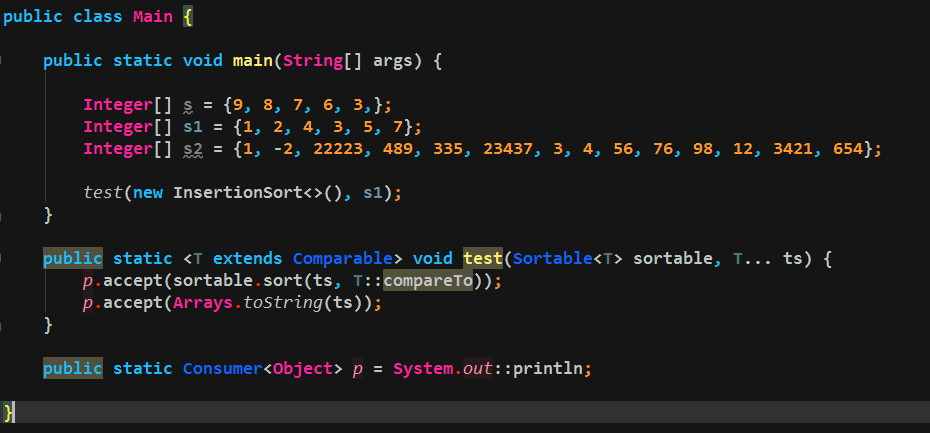 public class Main {
public static void main(String[] args) {
Integer[] s = {9, 8, 7, 6, 3,};
Integer[] s1 = {1, 2, 4, 3, 5, 7};
Integer[] s2 = {1, -2, 22223, 489, 335, 23437, 3, 4, 56, 76, 98, 12, 3421, 654};
test(new InsertionSort<>(), s1);
}
public static <T extends Comparable> void test(Sortable<T> sortable, T... ts) {
p.accept(sortable.sort(ts, T::compareTo));
p.accept(Arrays.toString(ts));
}
public static Consumer<Object> p = System.out::println;
}